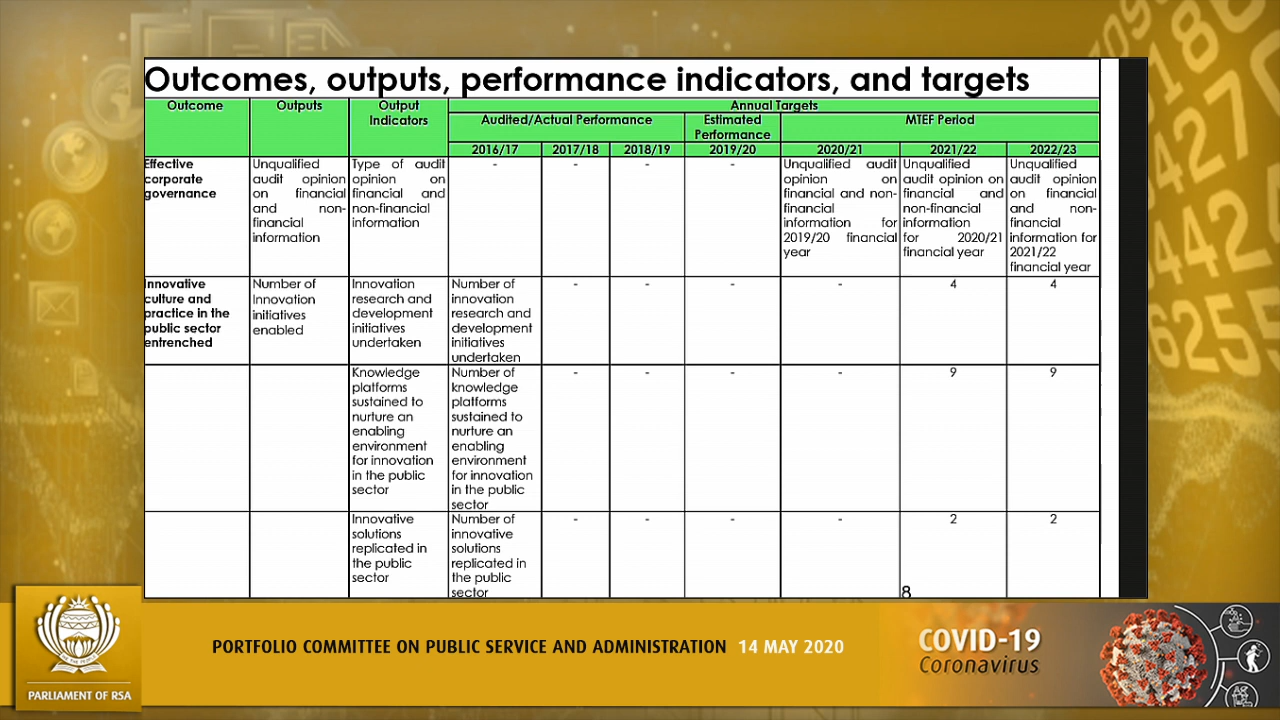 Outcomes, outputs, performance indicators, and targets
Outcome
Outputs
Output
Indicators
Annual Targets
Audited/Actual Performance
Estimated
Performance
MTEF Period
2016/17
2017/18
2018/19
2019/20
2020/21
2021/22
2022/23
Effective
corporate
governance
Unqualified
audit opinion
on financial
and non-
financial
information
Type of audit
opinion on
financial and
non-financial
information
-
-
-
-
Unqualified audit
opinion on
financial and non-
financial
information for
2019/20 financial
year
Unqualified
audit opinion on
financial and
non-financial
information
for 2020/21
financial year
Unqualified
audit opinion
on financial
and non-
financial
information for
2021/22
financial year
Innovative
culture and
practice in the
public sector
entrenched
Number of
Innovation
initiatives
enabled
Innovation
research and
development
initiatives
undertaken
Number of
innovation
research and
development
initiatives
undertaken
-
-
-
-
4
4
Knowledge
platforms
sustained to
nurture an
enabling
environment
for innovation
in the public
sector
Number of
knowledge
platforms
sustained to
nurture an
enabling
environment
for innovation
in the public
sector
-
-
-
-
9
9
Innovative
solutions
replicated in
the public
sector
Number of
innovative
solutions
replicated in
the public
sector
-
-
-
-
2
2
8
PORTFOLIO COMMITTEE ON PUBLIC SERVICE AND ADMINISTRATION 14 MAY 2020
COVID-19
Coronavirus
PARLIAMENT OF RSA